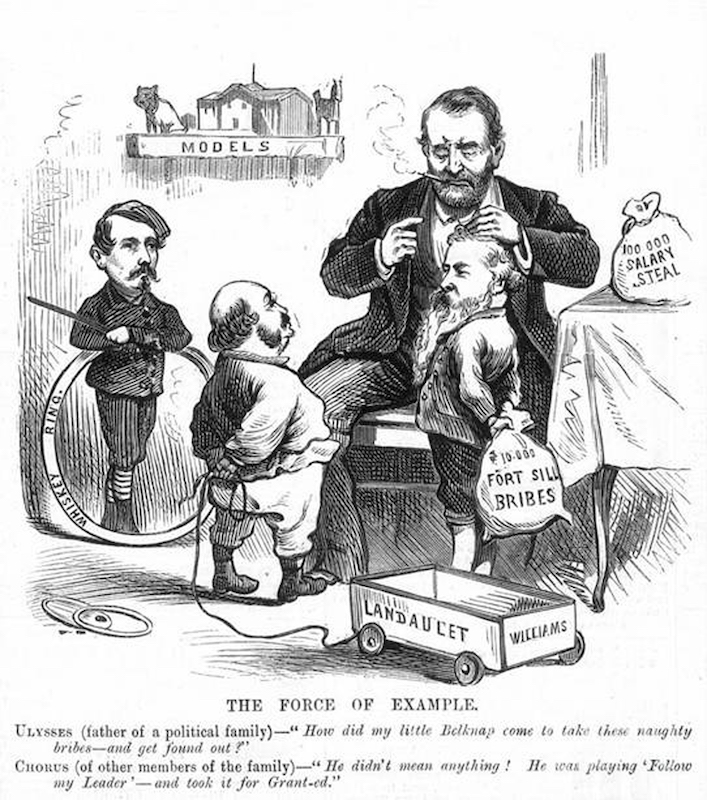 MODELS
100 000
SALARY
STEAL
WHISKEY RING.
$ 10.000
FORT SILL
BRIBES
LANDAULET
WILLIAMS
THE FORCE OF EXAMPLE.
ULYSSES (father of a political family)—“ How did my little Belknap come to take these naughty
bribes—and get found out ?”
CHORUS (of other members of the family)—“ He didn't mean anything ! He was playing ‘Follow
my Leader’—and took it for Grant-ed.”